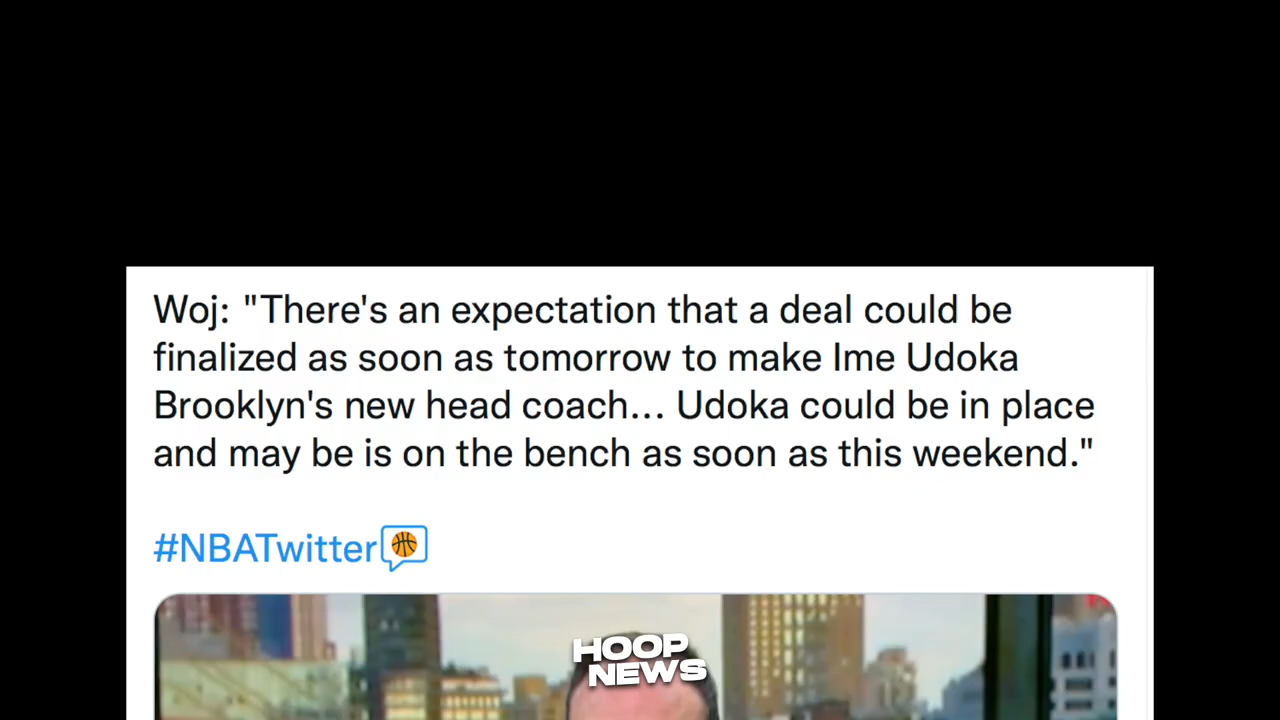 Woj: "There's an expectation that a deal could be
finalized as soon as tomorrow to make Ime Udoka
Brooklyn's new head coach... Udoka could be in place
and may be is on the bench as soon as this weekend."
#NBATwitter
HOOP
NEWS